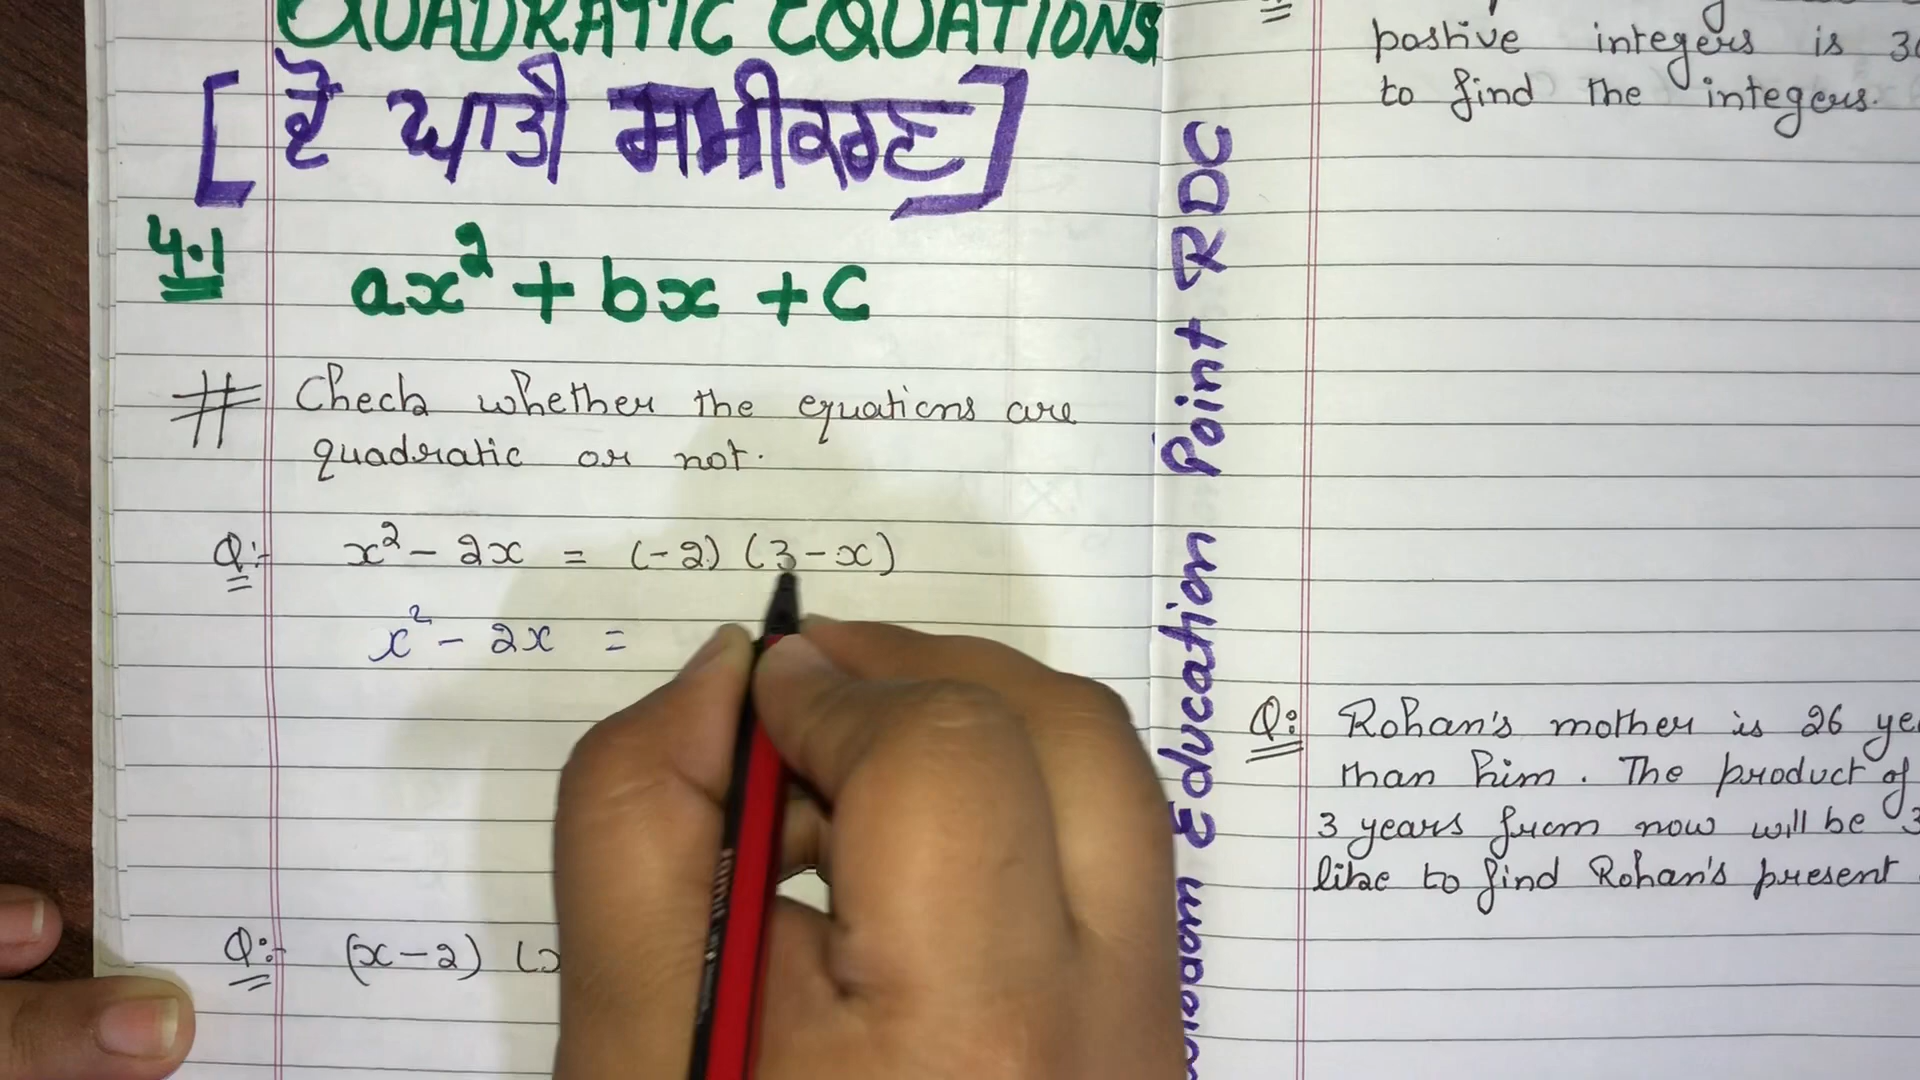 QUADRATIC EQUATIONS
[ਦੋ ਘਾਤੀ ਸਮੀਕਰਣ]
4.1 ax² + bx + c
# Check whether the equations are
quadratic or not.
Q:- x² - 2x = (-2) (3 - x)
x² - 2x =
Q:- (x - 2) (
Education Point RDC
postive integers is
to find the integers.
Q: Rohan's mother is 26
than him. The product of
3 years from now will be
like to find Rohan's present